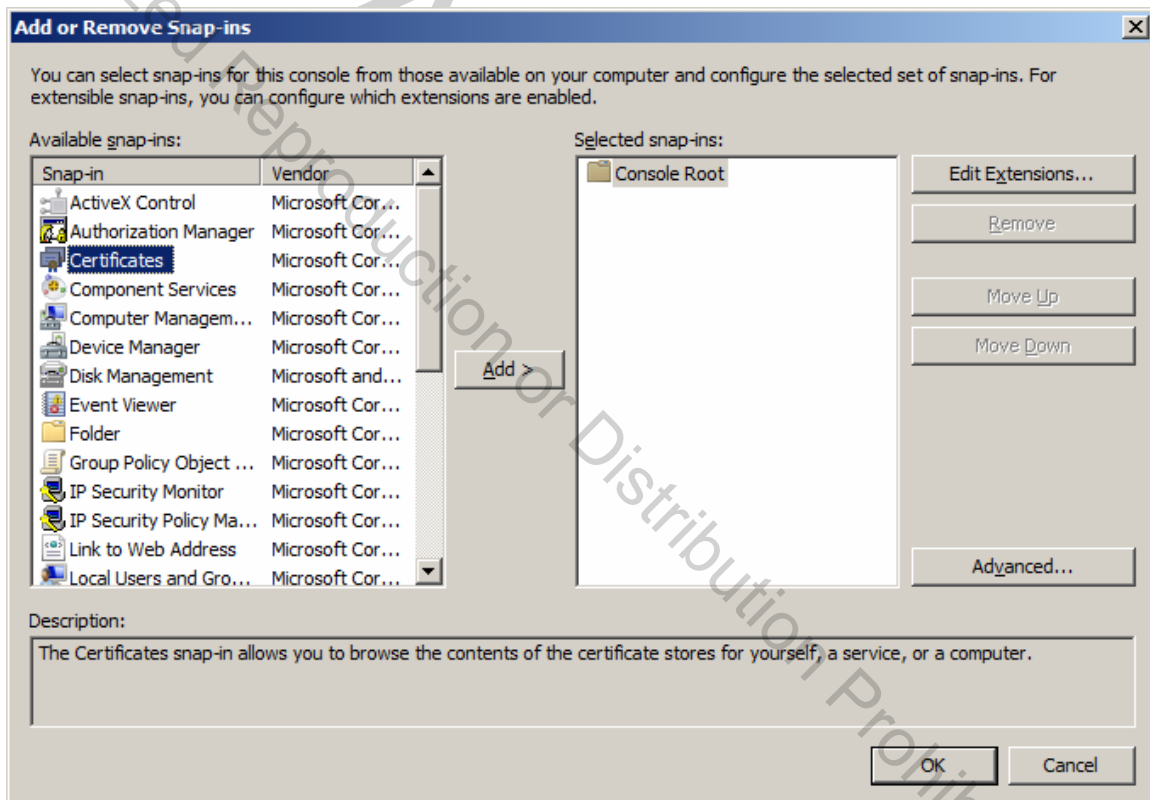 Add or Remove Snap-ins
You can select snap-ins for this console from those available on your computer and configure the selected set of snap-ins. For
extensible snap-ins, you can configure which extensions are enabled.
Available snap-ins:
Selected snap-ins:
Snap-in Vendor
ActiveX Control Microsoft Cor...
Authorization Manager Microsoft Cor...
Certificates Microsoft Cor...
Component Services Microsoft Cor...
Computer Managem... Microsoft Cor...
Device Manager Microsoft Cor...
Disk Management Microsoft and...
Event Viewer Microsoft Cor...
Folder Microsoft Cor...
Group Policy Object ... Microsoft Cor...
IP Security Monitor Microsoft Cor...
IP Security Policy Ma... Microsoft Cor...
Link to Web Address Microsoft Cor...
Local Users and Gro... Microsoft Cor...
Add >
Console Root
Edit Extensions...
Remove
Move Up
Move Down
Advanced...
Description:
The Certificates snap-in allows you to browse the contents of the certificate stores for yourself, a service, or a computer.
OK
Cancel
Reproduction or Distribution